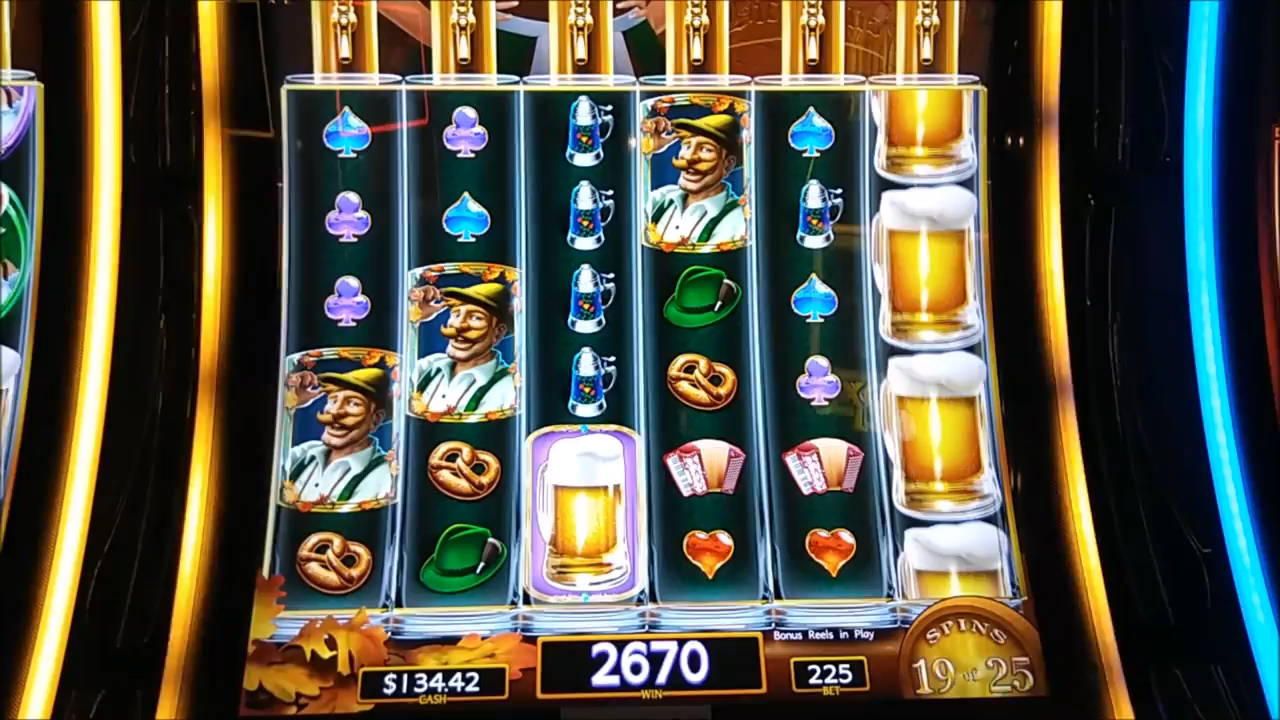 Bonus Reels in Play
SPINS
19 of 25
$134.42
CASH
2670
WIN
225
BET